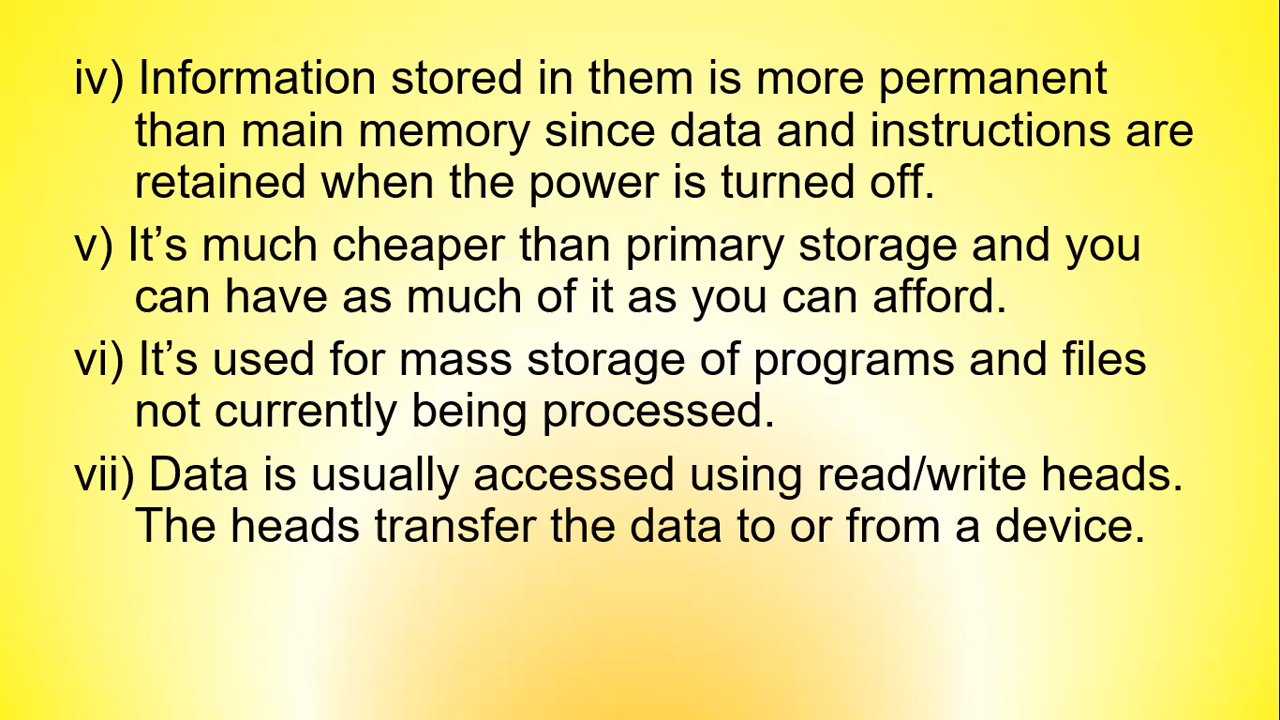 iv) Information stored in them is more permanent
than main memory since data and instructions are
retained when the power is turned off.
v) It’s much cheaper than primary storage and you
can have as much of it as you can afford.
vi) It’s used for mass storage of programs and files
not currently being processed.
vii) Data is usually accessed using read/write heads.
The heads transfer the data to or from a device.